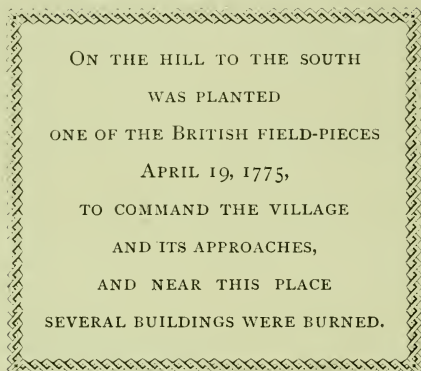 On the hill to the south
was planted
one of the British field-pieces
April 19, 1775,
to command the village
and its approaches,
and near this place
several buildings were burned.